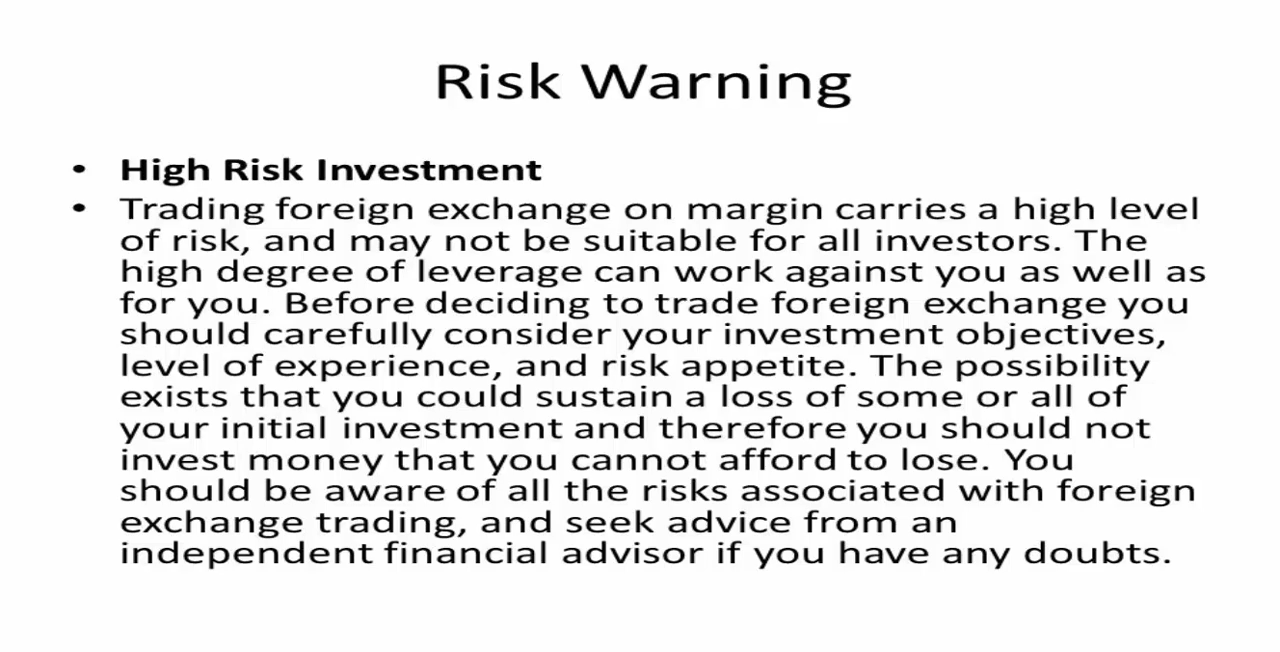 Risk Warning
• High Risk Investment
• Trading foreign exchange on margin carries a high level
of risk, and may not be suitable for all investors. The
high degree of leverage can work against you as well as
for you. Before deciding to trade foreign exchange you
should carefully consider your investment objectives,
level of experience, and risk appetite. The possibility
exists that you could sustain a loss of some or all of
your initial investment and therefore you should not
invest money that you cannot afford to lose. You
should be aware of all the risks associated with foreign
exchange trading, and seek advice from an
independent financial advisor if you have any doubts.